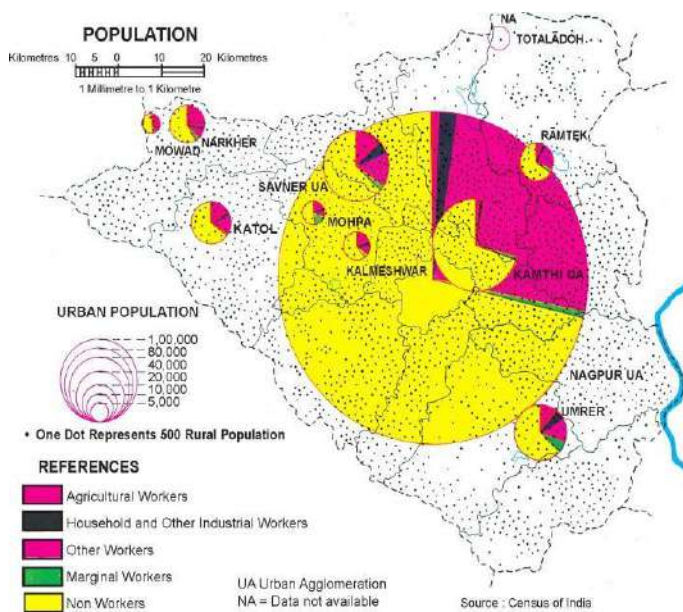 POPULATION
Kilometres 10 5 0 10 20 Kilometres
1 Millimetre to 1 Kilometre
NA
TOTALĀDOH
MOWAD
NARKHER
RĀMTEK
SAVNER UA
MOHPA
KATOL
KALMESHWAR
KAMTHI UA
URBAN POPULATION
1,00,000
80,000
40,000
20,000
10,000
5,000
NAGPUR UA
UMRER
• One Dot Represents 500 Rural Population
REFERENCES
Agricultural Workers
Household and Other Industrial Workers
Other Workers
Marginal Workers
Non Workers
UA Urban Agglomeration
NA = Data not available
Source : Census of India